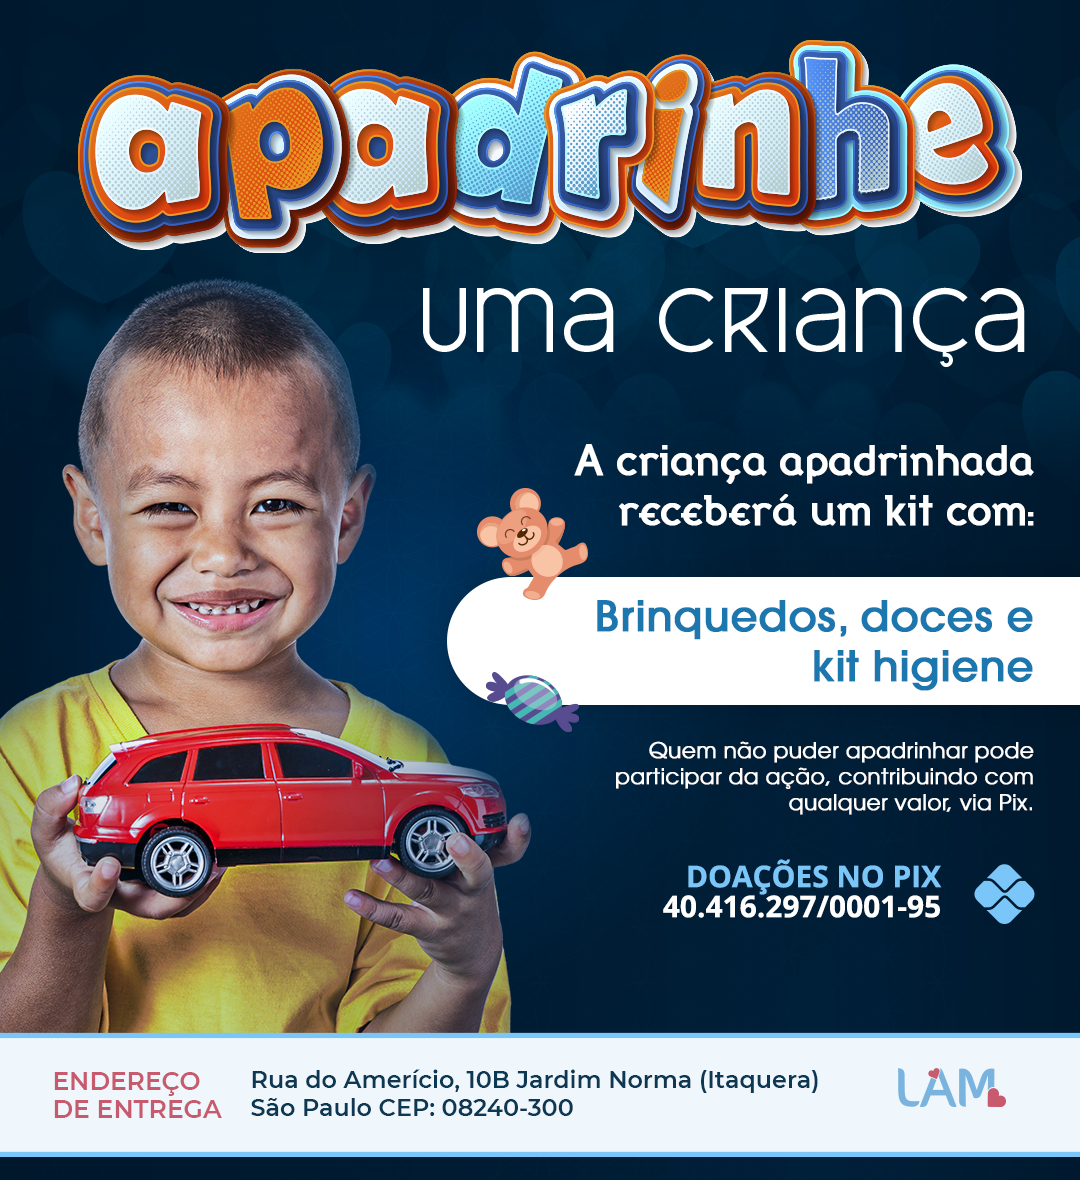 apadrinhe
uma criança
A criança apadrinhada
receberá um kit com:
Brinquedos, doces e
kit higiene
Quem não puder apadrinhar pode
participar da ação, contribuindo com
qualquer valor, via Pix.
DOAÇÕES NO PIX
40.416.297/0001-95
ENDEREÇO
DE ENTREGA
Rua do Amerício, 10B Jardim Norma (Itaquera)
São Paulo CEP: 08240-300
LAM